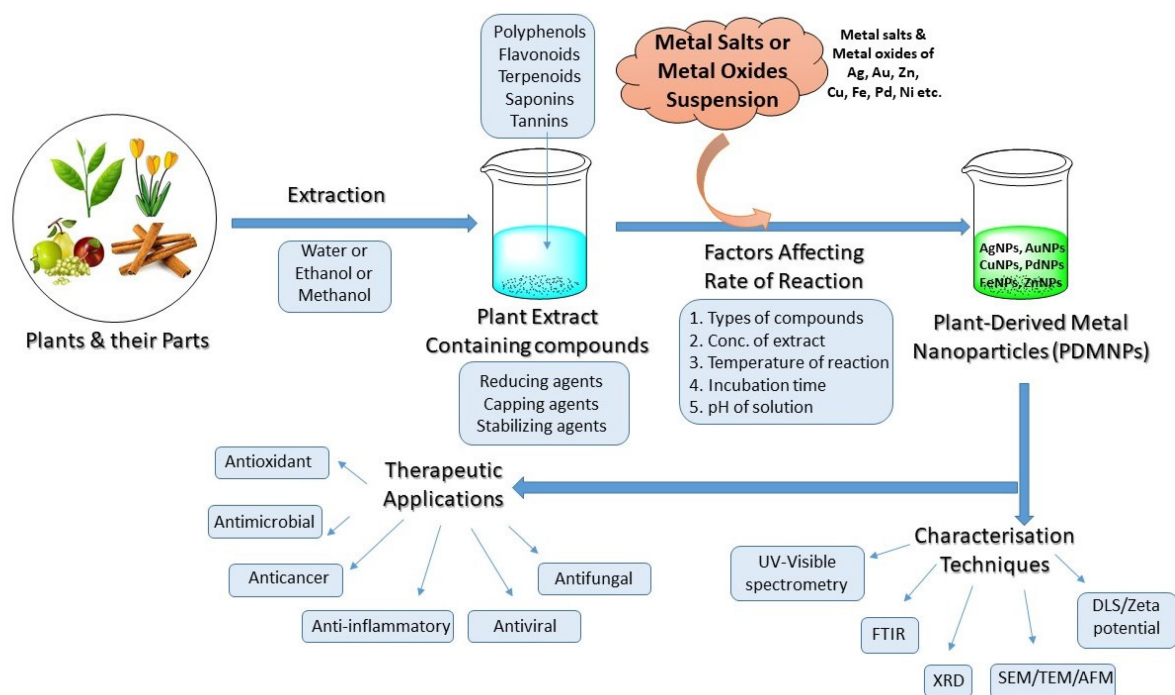 Polyphenols
Flavonoids
Terpenoids
Saponins
Tannins
Metal Salts or
Metal Oxides
Suspension
Metal salts &
Metal oxides of
Ag, Au, Zn,
Cu, Fe, Pd, Ni etc.
Extraction
Water or
Ethanol or
Methanol
Plants & their Parts
Plant Extract
Containing compounds
Reducing agents
Capping agents
Stabilizing agents
Factors Affecting
Rate of Reaction
1. Types of compounds
2. Conc. of extract
3. Temperature of reaction
4. Incubation time
5. pH of solution
AgNPs, AuNPs
CuNPs, PdNPs
FeNPs, ZnNPs
Plant-Derived Metal
Nanoparticles (PDMNPs)
Therapeutic
Applications
Antioxidant
Antimicrobial
Anticancer
Anti-inflammatory
Antiviral
Antifungal
Characterisation
Techniques
UV-Visible
spectrometry
FTIR
XRD
SEM/TEM/AFM
DLS/Zeta
potential